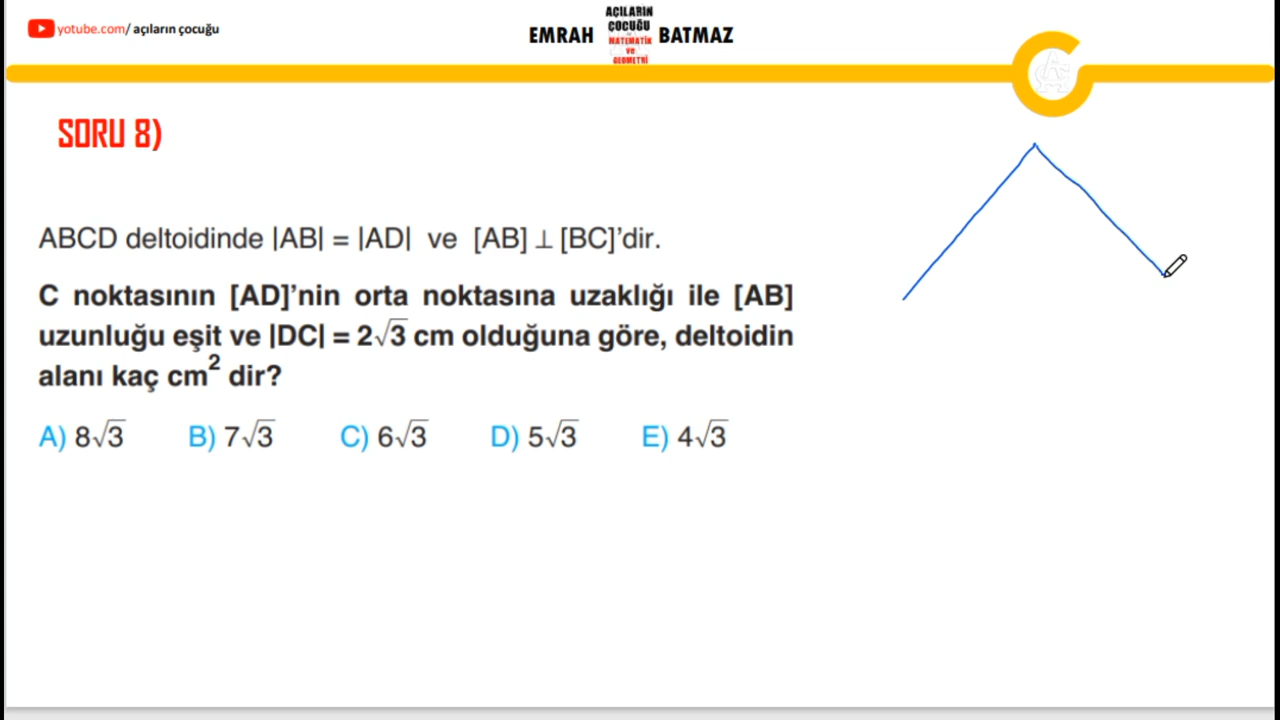 yotube.com/ açıların çocuğu
EMRAH
AÇILARIN
ÇOCUĞU
MATEMATİK
ve
GEOMETRİ
BATMAZ
SORU 8)
ABCD deltoidinde |AB| = |AD| ve [AB] ⊥ [BC]'dir.
C noktasının [AD]'nin orta noktasına uzaklığı ile [AB]
uzunluğu eşit ve |DC| = 2√3 cm olduğuna göre, deltoidin
alanı kaç cm² dir?
A) 8√3 B) 7√3 C) 6√3 D) 5√3 E) 4√3